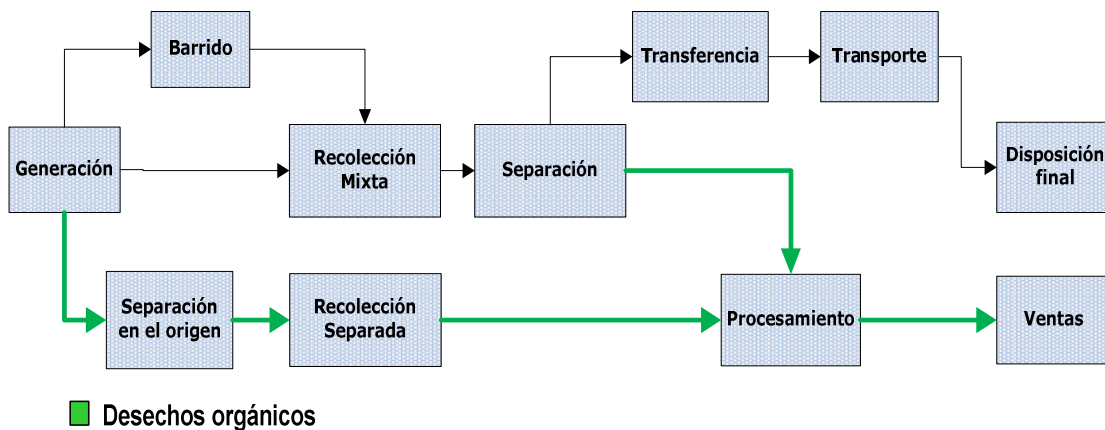 Barrido
Transferencia
Transporte
Generación
Recolección
Mixta
Separación
Disposición
final
Separación
en el origen
Recolección
Separada
Procesamiento
Ventas
Desechos orgánicos